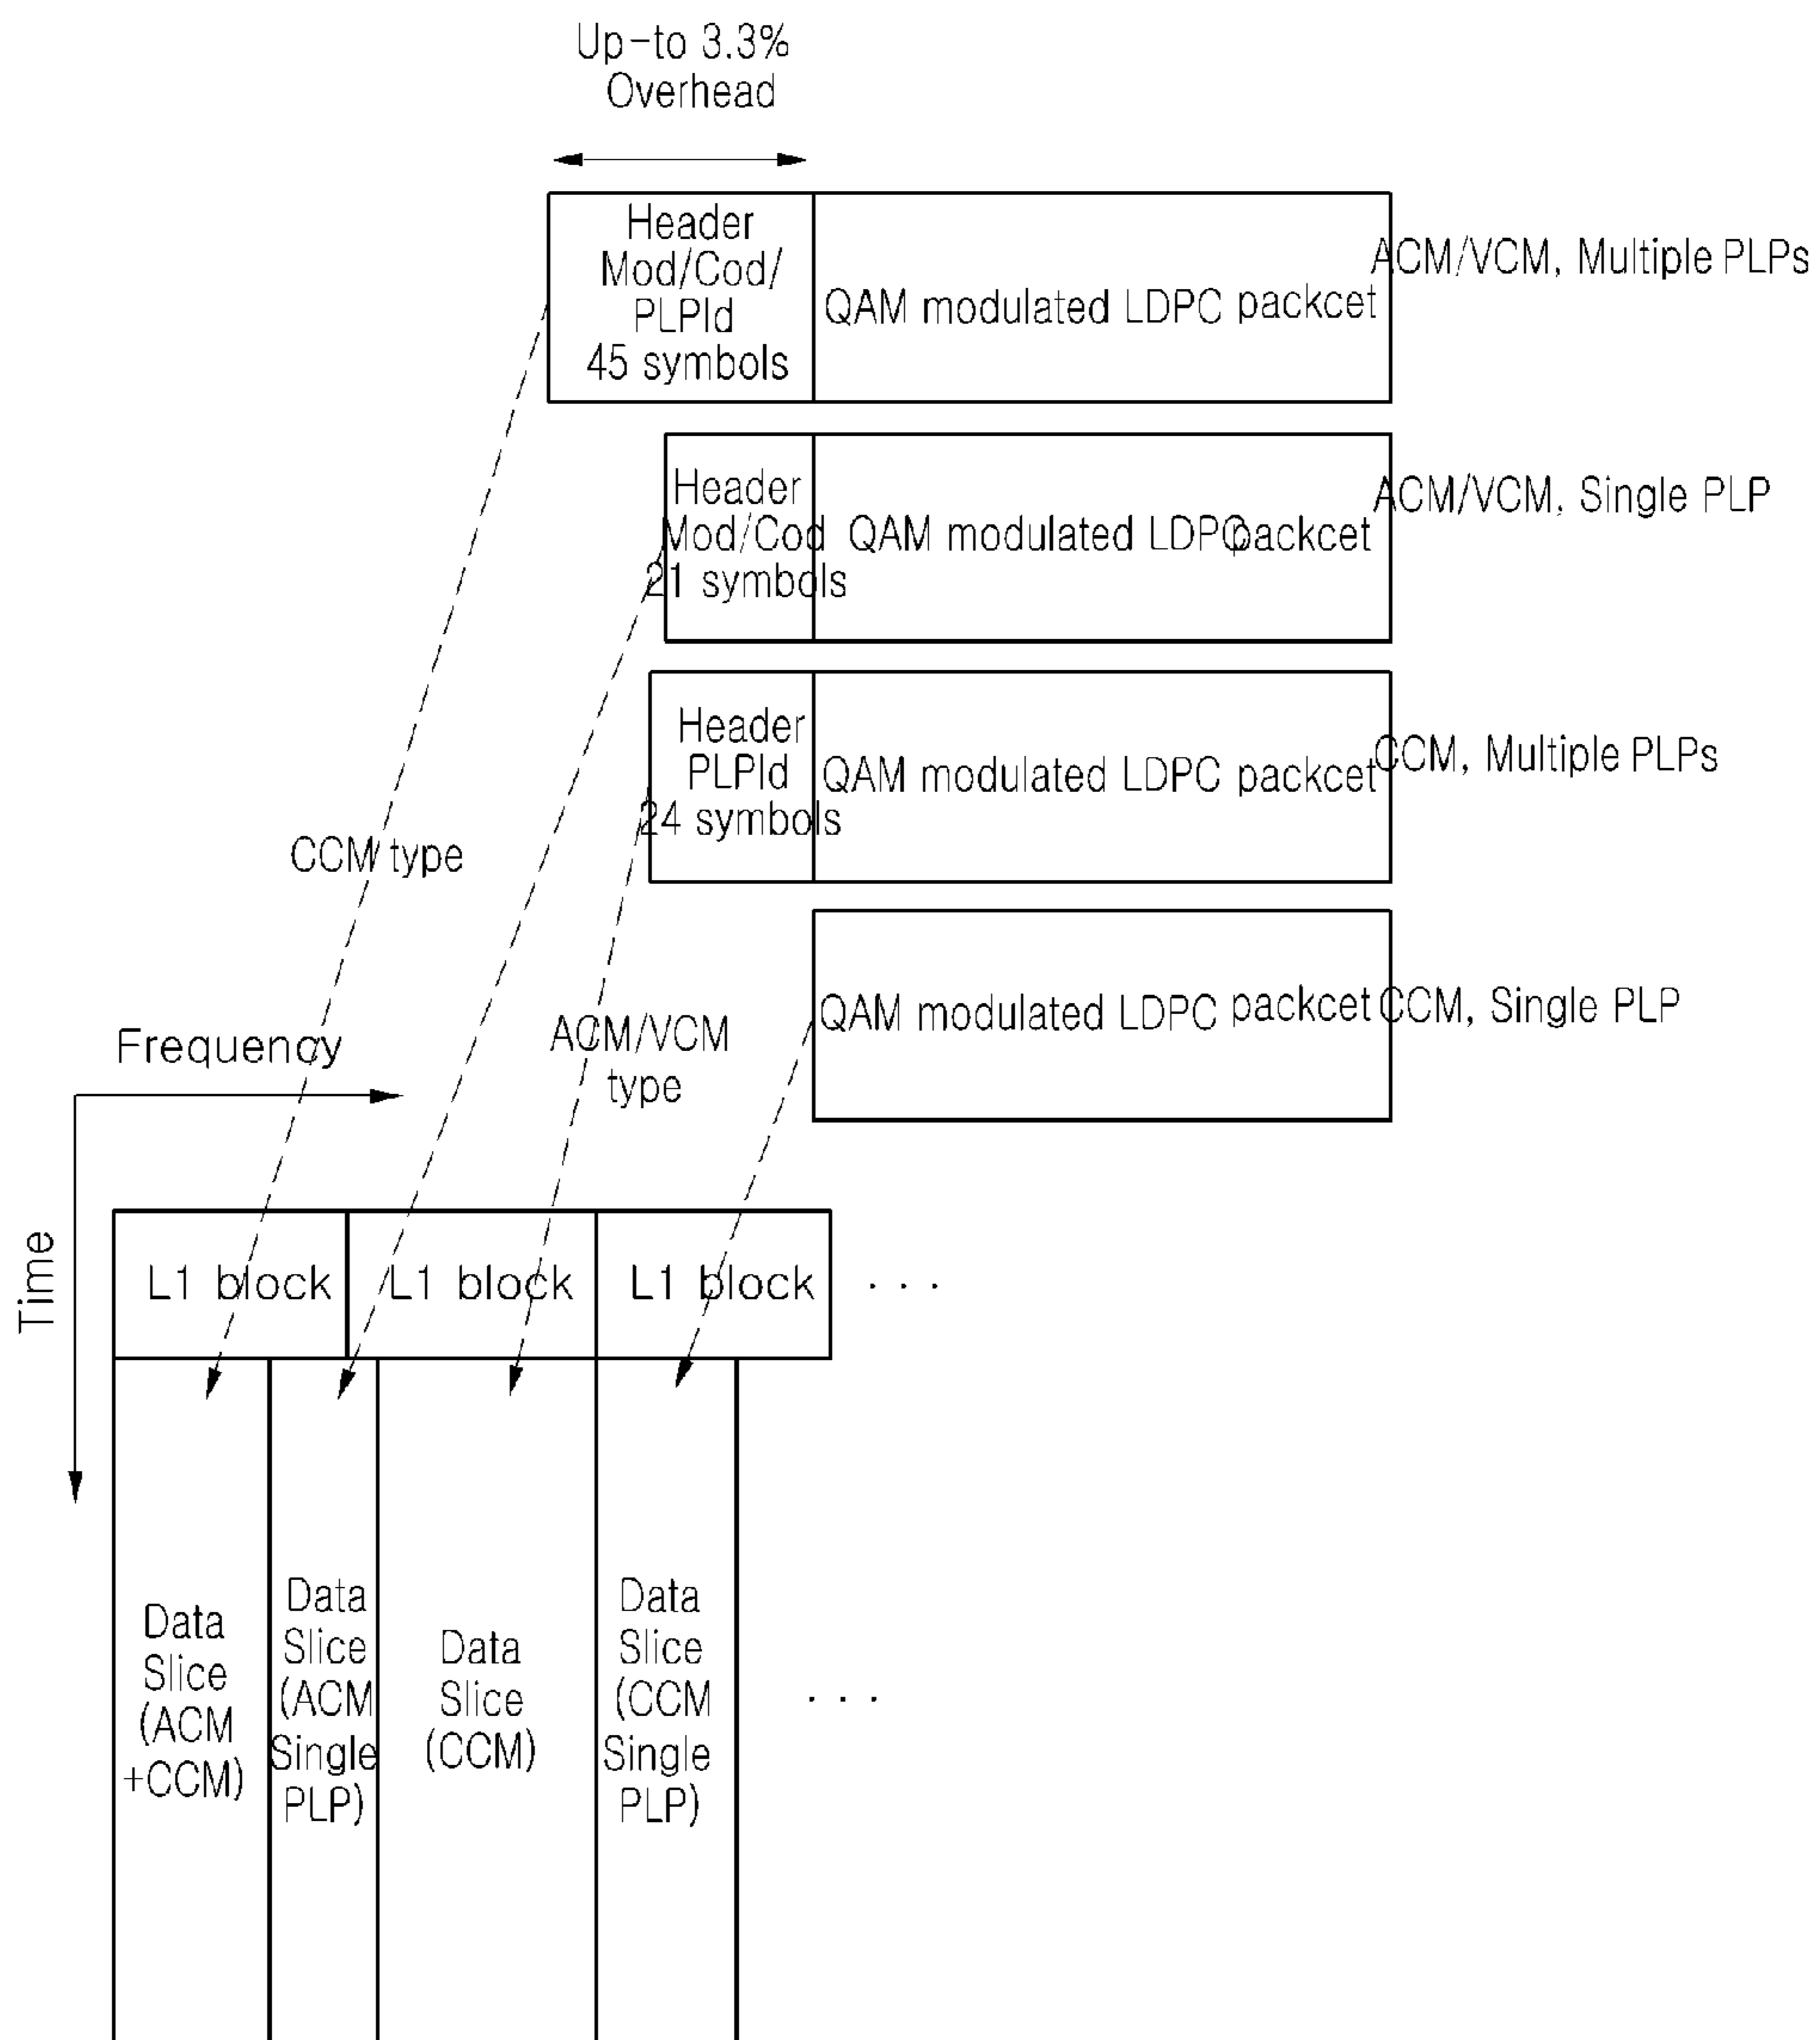 Up-to 3.3%
Overhead
Header
Mod/Cod/
PLPId
45 symbols
QAM modulated LDPC packcet
ACM/VCM, Multiple PLPs
Header
Mod/Cod
21 symbols
QAM modulated LDPC packcet
ACM/VCM, Single PLP
Header
PLPId
24 symbols
QAM modulated LDPC packcet
CCM, Multiple PLPs
CCM type
QAM modulated LDPC packcet
CCM, Single PLP
ACM/VCM
type
Frequency
Time
L1 block
L1 block
L1 block
. . .
Data
Slice
(ACM
+CCM)
Data
Slice
(ACM
Single
PLP)
Data
Slice
(CCM)
Data
Slice
(CCM
Single
PLP)
. . .